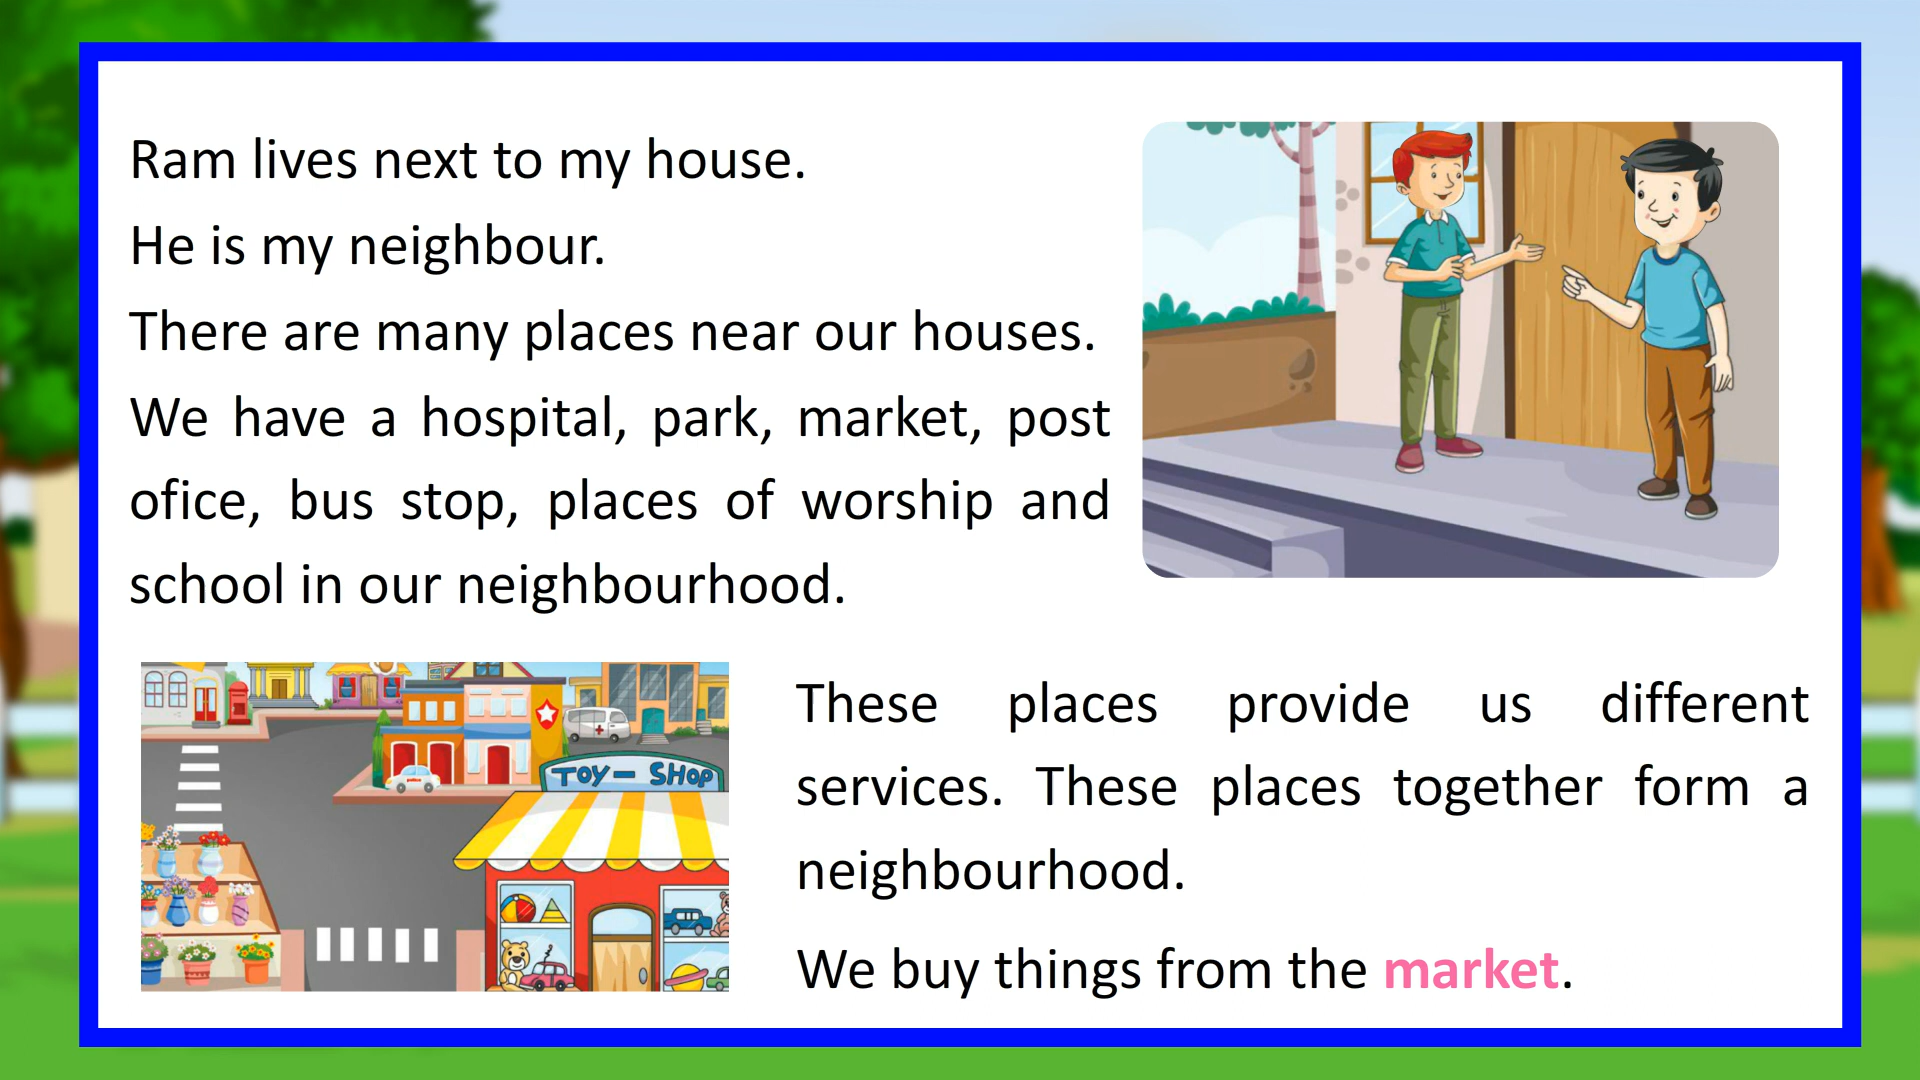 Ram lives next to my house.
He is my neighbour.
There are many places near our houses.
We have a hospital, park, market, post
ofice, bus stop, places of worship and
school in our neighbourhood.
TOY- SHOP
These places provide us different
services. These places together form a
neighbourhood.
We buy things from the market.